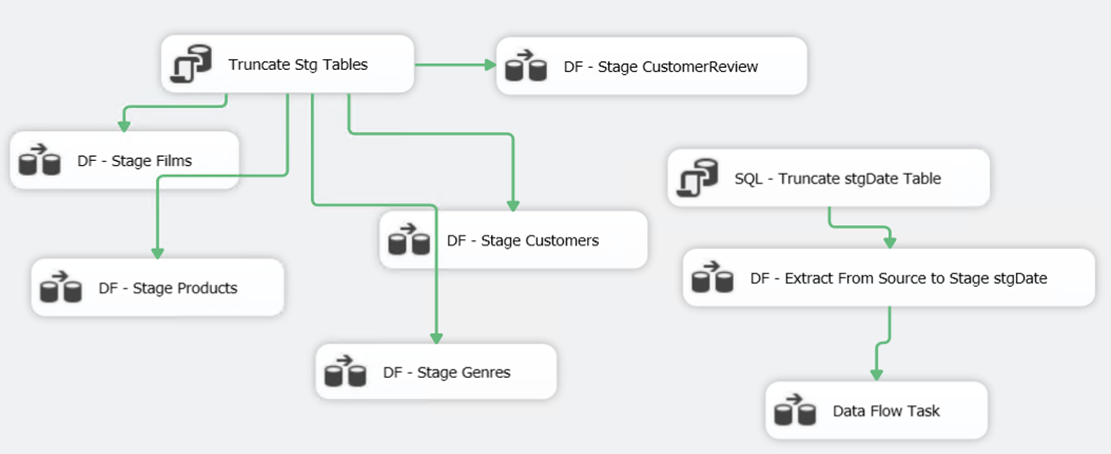 Truncate Stg Tables
DF - Stage CustomerReview
DF - Stage Films
SQL - Truncate stgDate Table
DF - Stage Customers
DF - Extract From Source to Stage stgDate
DF - Stage Products
DF - Stage Genres
Data Flow Task